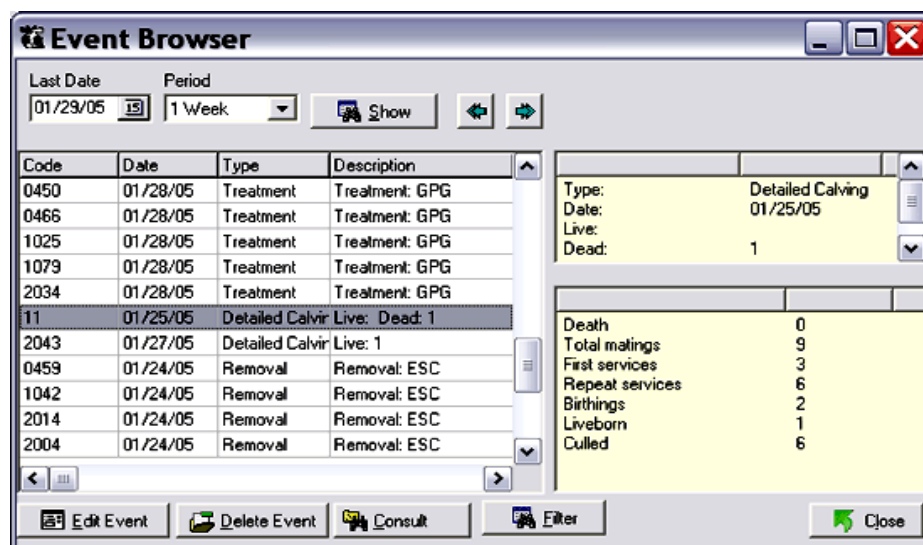 Event Browser
Last Date Period
01/29/05 15 1 Week Show
Code Date Type Description
0450 01/28/05 Treatment Treatment: GPG
0466 01/28/05 Treatment Treatment: GPG
1025 01/28/05 Treatment Treatment: GPG
1079 01/28/05 Treatment Treatment: GPG
2034 01/28/05 Treatment Treatment: GPG
11 01/25/05 Detailed Calvir Live: Dead: 1
2043 01/27/05 Detailed Calvir Live: 1
0459 01/24/05 Removal Removal: ESC
1042 01/24/05 Removal Removal: ESC
2014 01/24/05 Removal Removal: ESC
2004 01/24/05 Removal Removal: ESC
Type: Detailed Calving
Date: 01/25/05
Live:
Dead: 1
Death 0
Total matings 9
First services 3
Repeat services 6
Birthings 2
Liveborn 1
Culled 6
Edit Event Delete Event Consult Filter Close